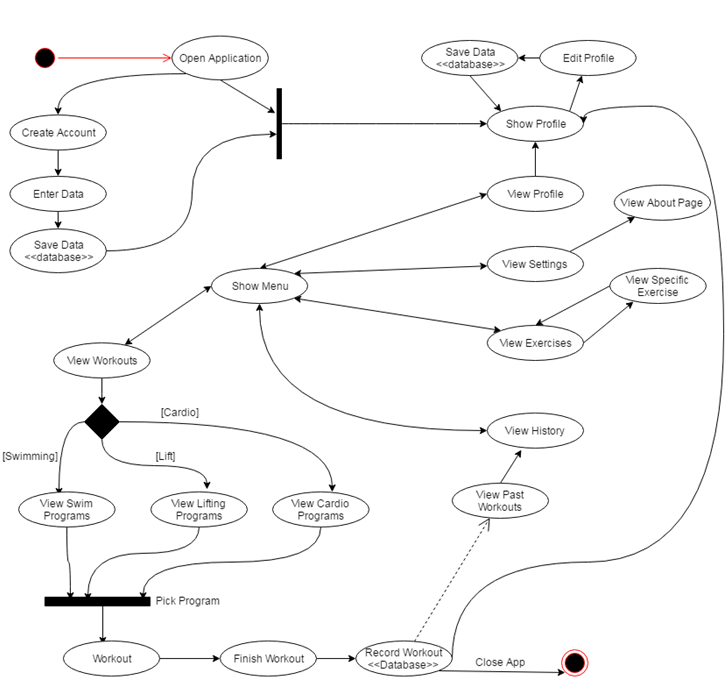 Open Application
Save Data
<<database>>
Edit Profile
Create Account
Show Profile
Enter Data
View Profile
View About Page
Save Data
<<database>>
View Settings
Show Menu
View Specific
Exercise
View Exercises
View Workouts
[Cardio]
[Swimming]
[Lift]
View History
View Swim
Programs
View Lifting
Programs
View Cardio
Programs
View Past
Workouts
Pick Program
Workout
Finish Workout
Record Workout
<<Database>>
Close App